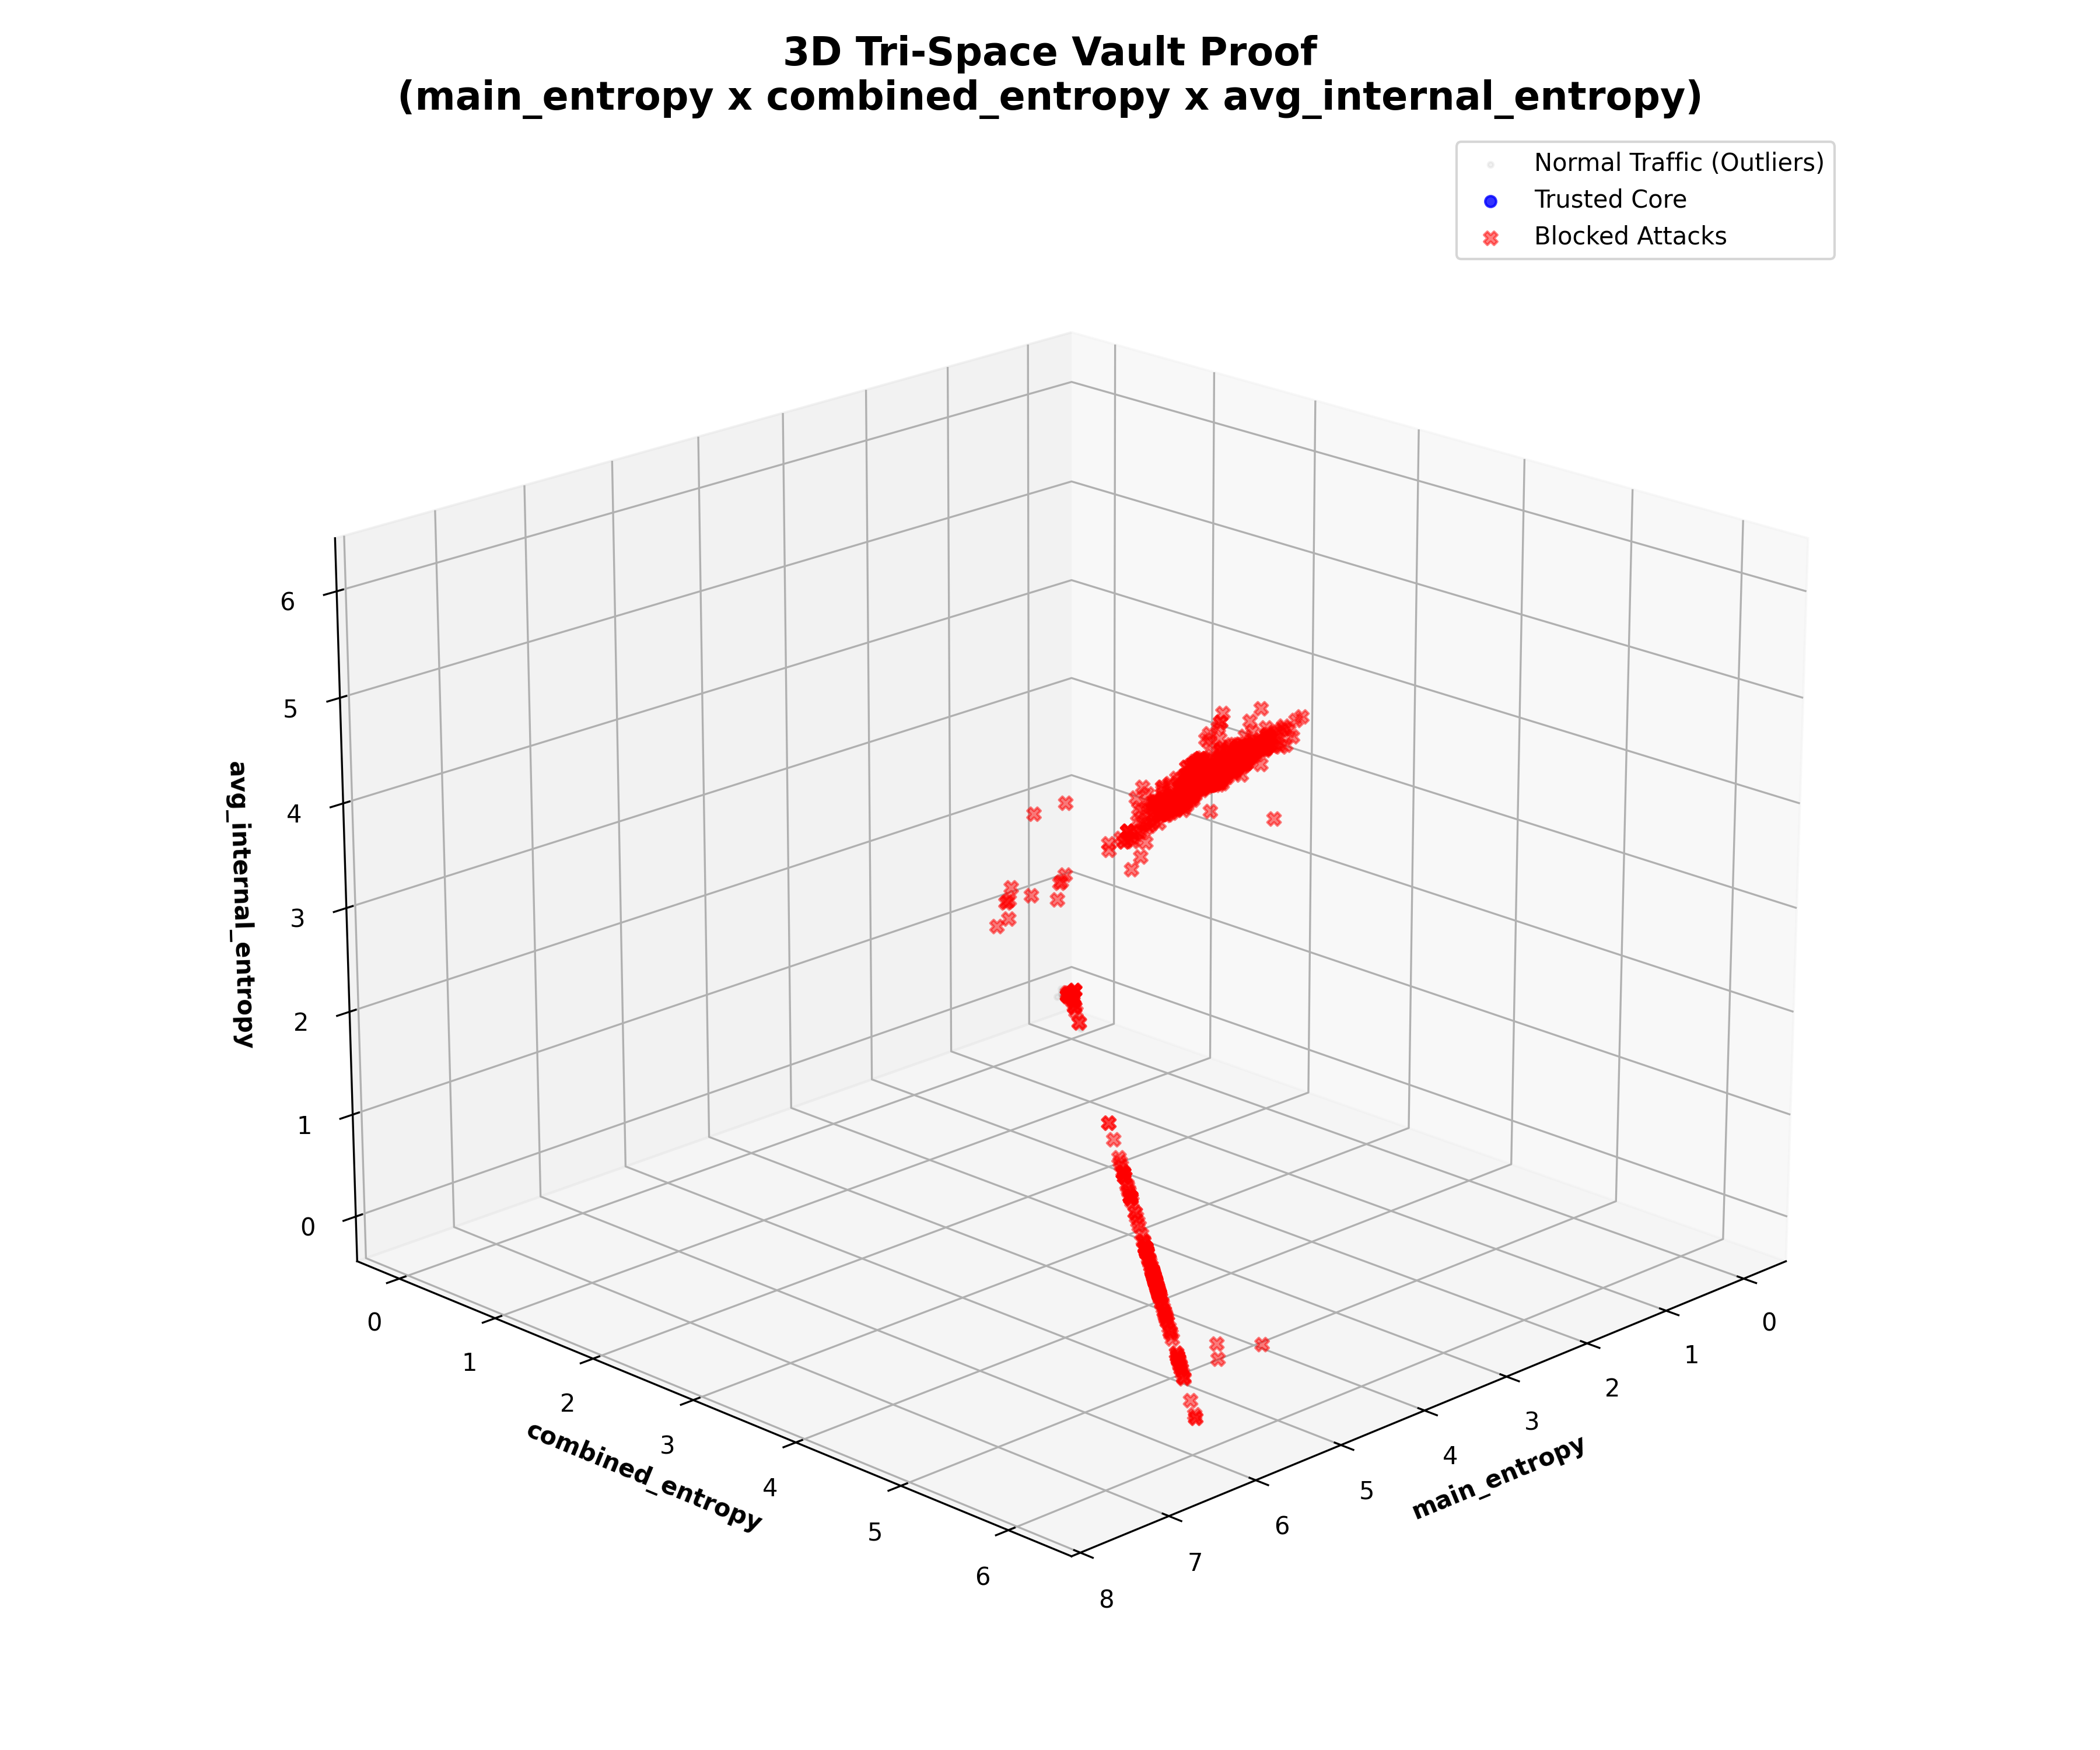 3D Tri-Space Vault Proof
(main_entropy x combined_entropy x avg_internal_entropy)
Normal Traffic (Outliers)
Trusted Core
Blocked Attacks
6
5
4
3
2
1
0
avg_internal_entropy
0
1
2
3
4
5
6
combined_entropy
0
1
2
3
4
5
6
7
8
main_entropy